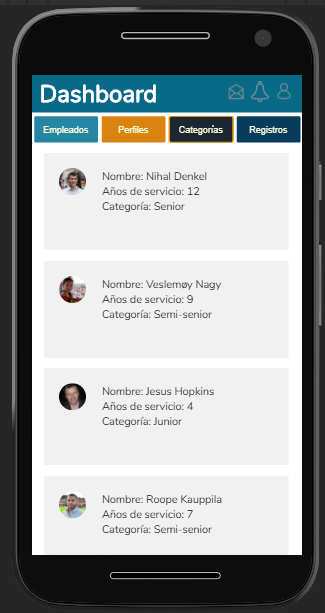 Dashboard
Empleados Perfiles Categorías Registros
Nombre: Nihal Denkel
Años de servicio: 12
Categoría: Senior
Nombre: Veslemøy Nagy
Años de servicio: 9
Categoría: Semi-senior
Nombre: Jesus Hopkins
Años de servicio: 4
Categoría: Junior
Nombre: Roope Kauppila
Años de servicio: 7
Categoría: Semi-senior